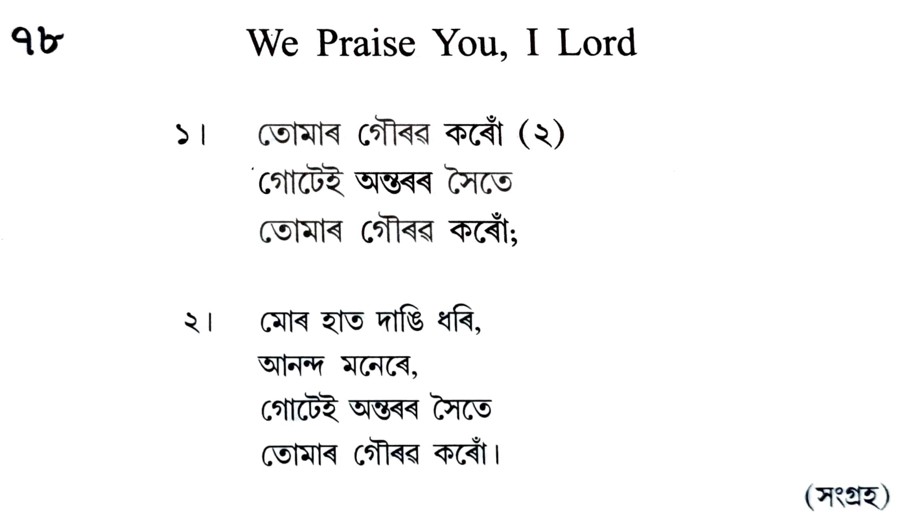 ৭৮ We Praise You, I Lord
১। তোমাৰ গৌৰৱ কৰোঁ (২)
গোটেই অন্তৰৰ সৈতে
তোমাৰ গৌৰৱ কৰোঁ;
২। মোৰ হাত দাঙি ধৰি,
আনন্দ মনেৰে,
গোটেই অন্তৰৰ সৈতে
তোমাৰ গৌৰৱ কৰোঁ।
(সংগ্ৰহ)